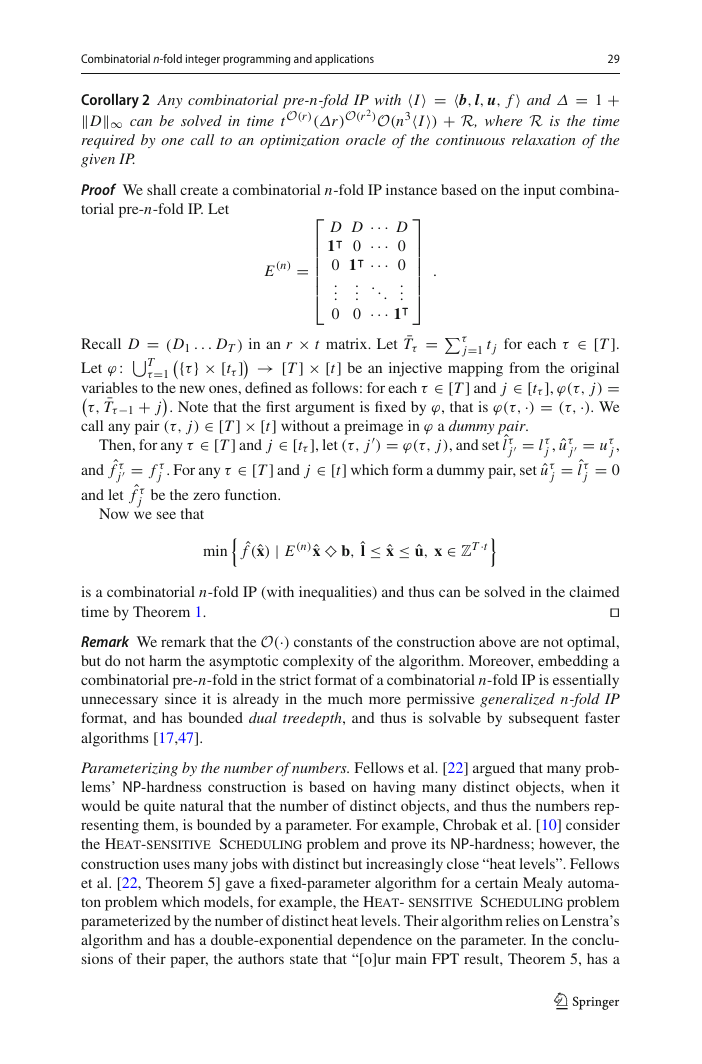 Combinatorial n-fold integer programming and applications 29
Corollary 2 Any combinatorial pre-n-fold IP with ⟨I⟩ = ⟨b, l, u, f⟩ and Δ = 1 +
‖D‖∞ can be solved in time t^O(r)(Δr)^O(r²)O(n³⟨I⟩) + R, where R is the time
required by one call to an optimization oracle of the continuous relaxation of the
given IP.
Proof We shall create a combinatorial n-fold IP instance based on the input combina-
torial pre-n-fold IP. Let
D D ··· D
1ᵀ 0 ··· 0
E⁽ⁿ⁾ = 0 1ᵀ ··· 0 .
⋮ ⋮ ⋱ ⋮
0 0 ··· 1ᵀ
Recall D = (D₁ ... D_T) in an r × t matrix. Let T̄_τ = ∑_{j=1}^{τ} t_j for each τ ∈ [T].
Let φ: ⋃_{τ=1}^{T} ({τ} × [t_τ]) → [T] × [t] be an injective mapping from the original
variables to the new ones, defined as follows: for each τ ∈ [T] and j ∈ [t_τ], φ(τ, j) =
(τ, T̄_{τ−1} + j). Note that the first argument is fixed by φ, that is φ(τ, ·) = (τ, ·). We
call any pair (τ, j) ∈ [T] × [t] without a preimage in φ a dummy pair.
Then, for any τ ∈ [T] and j ∈ [t_τ], let (τ, j′) = φ(τ, j), and set l̂^τ_{j′} = l^τ_j, û^τ_{j′} = u^τ_j,
and f̂^τ_{j′} = f^τ_j. For any τ ∈ [T] and j ∈ [t] which form a dummy pair, set û^τ_j = l̂^τ_j = 0
and let f̂^τ_j be the zero function.
Now we see that
min { f̂(x̂) | E⁽ⁿ⁾x̂ ◇ b, l̂ ≤ x̂ ≤ û, x ∈ ℤ^{T·t} }
is a combinatorial n-fold IP (with inequalities) and thus can be solved in the claimed
time by Theorem 1. □
Remark We remark that the O(·) constants of the construction above are not optimal,
but do not harm the asymptotic complexity of the algorithm. Moreover, embedding a
combinatorial pre-n-fold in the strict format of a combinatorial n-fold IP is essentially
unnecessary since it is already in the much more permissive generalized n-fold IP
format, and has bounded dual treedepth, and thus is solvable by subsequent faster
algorithms [17,47].
Parameterizing by the number of numbers. Fellows et al. [22] argued that many prob-
lems’ NP-hardness construction is based on having many distinct objects, when it
would be quite natural that the number of distinct objects, and thus the numbers rep-
resenting them, is bounded by a parameter. For example, Chrobak et al. [10] consider
the HEAT-SENSITIVE SCHEDULING problem and prove its NP-hardness; however, the
construction uses many jobs with distinct but increasingly close “heat levels”. Fellows
et al. [22, Theorem 5] gave a fixed-parameter algorithm for a certain Mealy automa-
ton problem which models, for example, the HEAT- SENSITIVE SCHEDULING problem
parameterized by the number of distinct heat levels. Their algorithm relies on Lenstra’s
algorithm and has a double-exponential dependence on the parameter. In the conclu-
sions of their paper, the authors state that “[o]ur main FPT result, Theorem 5, has a
Springer